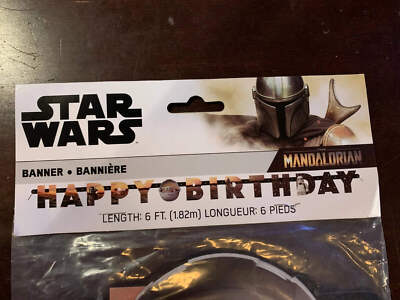 STAR
WARS
BANNER • BANNIÈRE
MANDALORIAN
HAPPY BIRTHDAY
LENGTH: 6 FT. (1.82m) LONGUEUR: 6 PIEDS